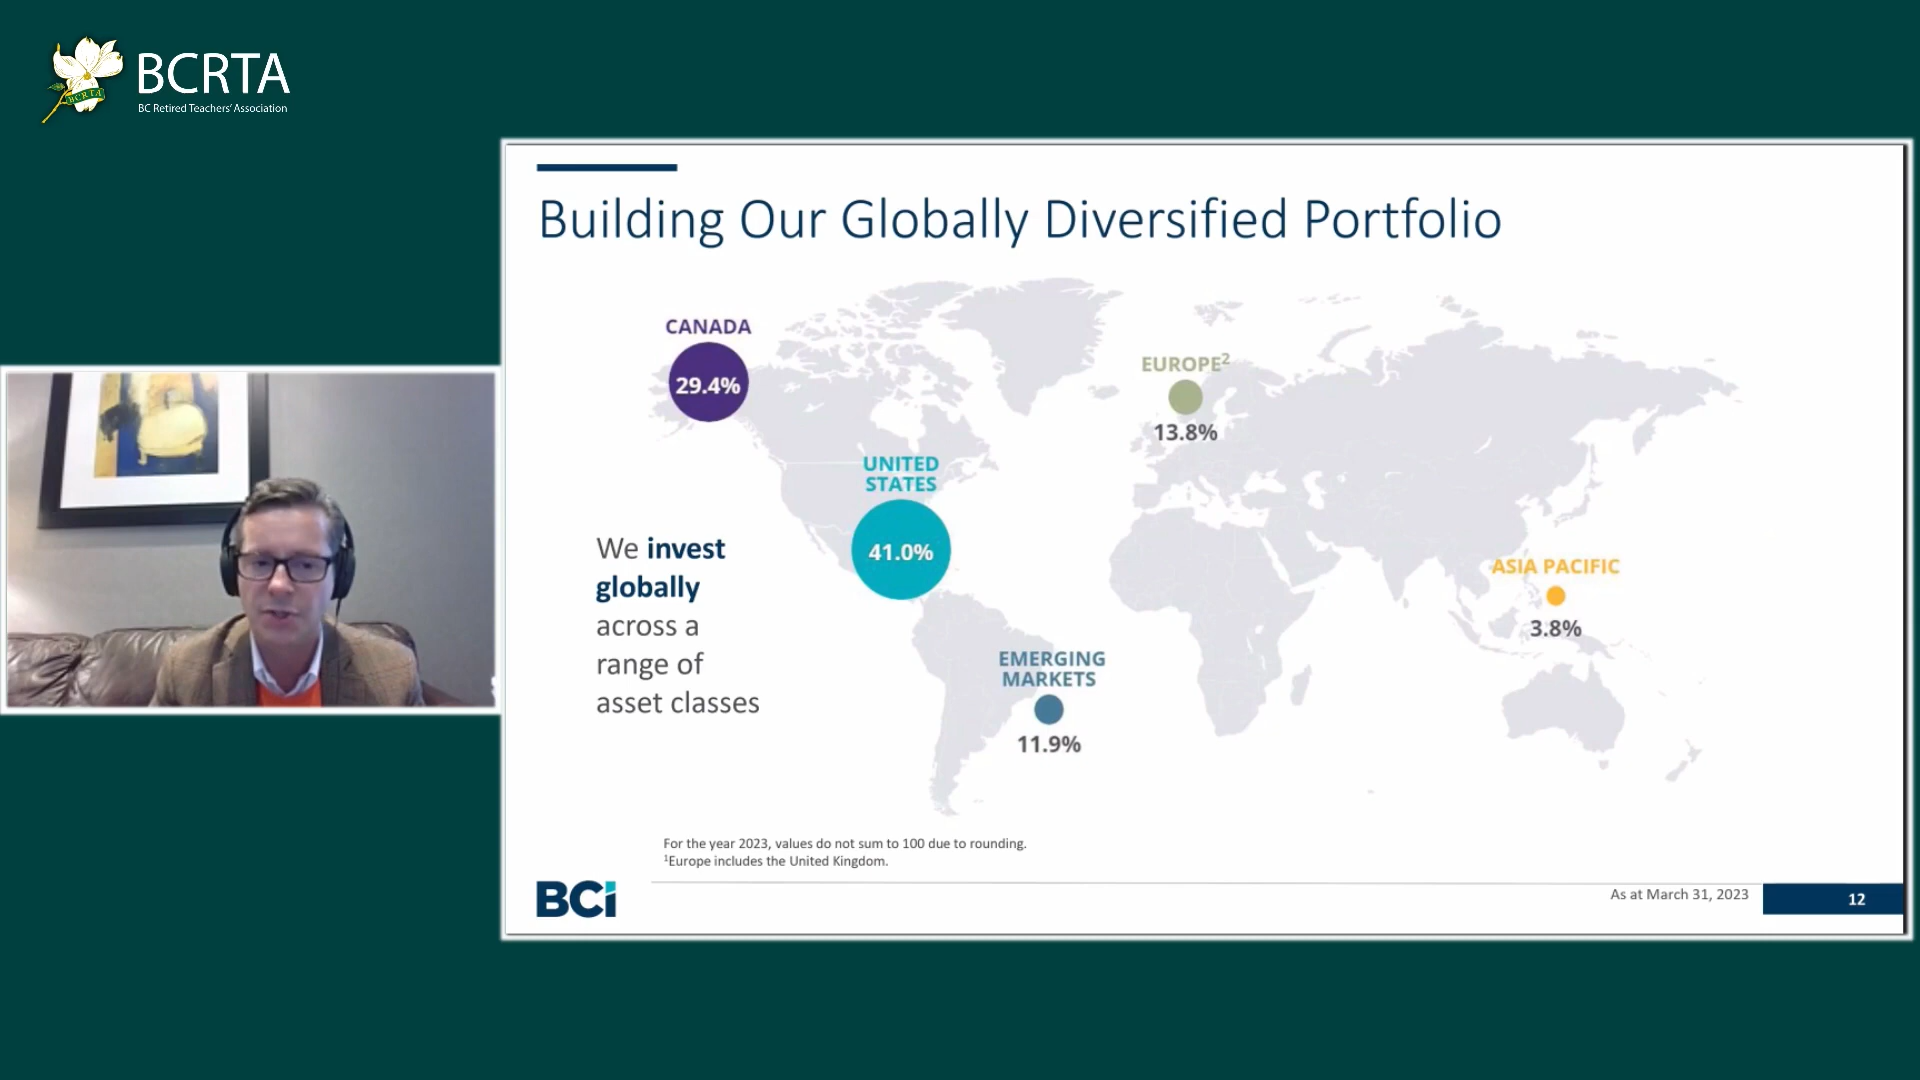 BCRTA
BC Retired Teachers' Association
BCRTA
Building Our Globally Diversified Portfolio
CANADA
29.4%
EUROPE²
13.8%
UNITED
STATES
41.0%
We invest
globally
across a
range of
asset classes
ASIA PACIFIC
3.8%
EMERGING
MARKETS
11.9%
For the year 2023, values do not sum to 100 due to rounding.
¹Europe includes the United Kingdom.
BCi
As at March 31, 2023
12